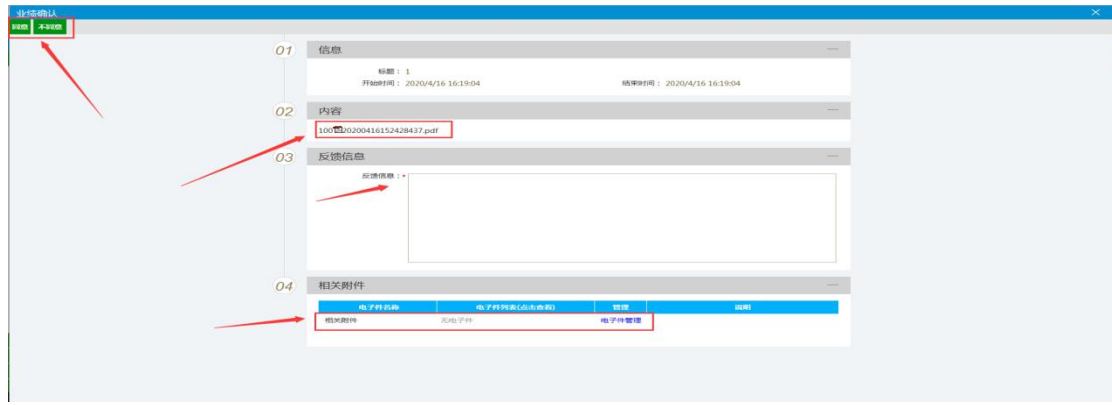 业绩确认
同意 不同意
01 信息
标题： 1
开始时间： 2020/4/16 16:19:04 结束时间： 2020/4/16 16:19:04
02 内容
20200416152428437.pdf
03 反馈信息
反馈信息：*
04 相关附件
电子件名称 电子件列表(点击查看) 管理 说明
相关附件 无电子件 电子件管理